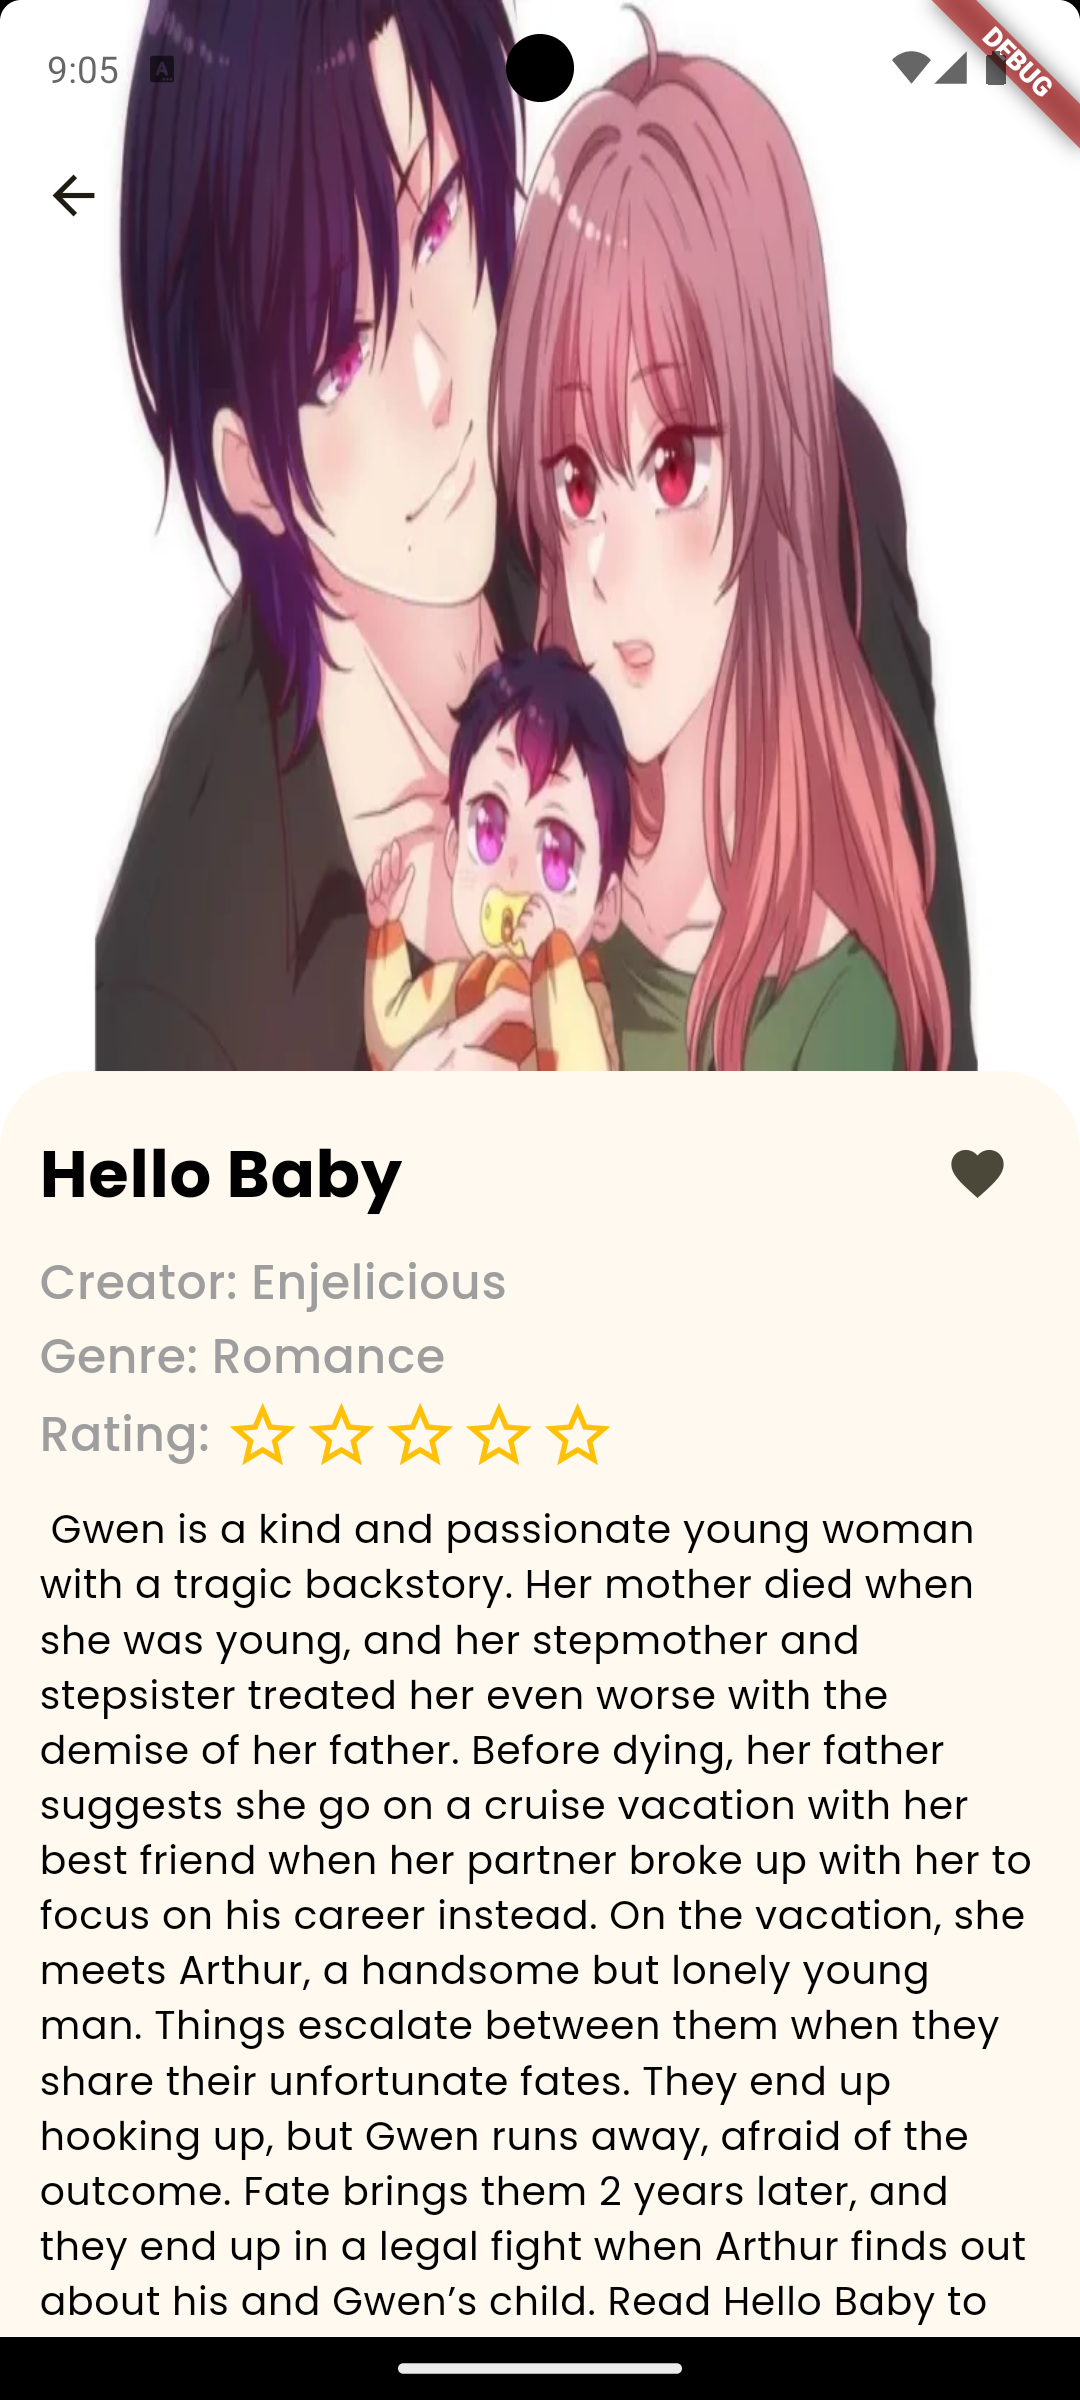 9:05
A
DEBUG
Hello Baby
Creator: Enjelicious
Genre: Romance
Rating:
Gwen is a kind and passionate young woman
with a tragic backstory. Her mother died when
she was young, and her stepmother and
stepsister treated her even worse with the
demise of her father. Before dying, her father
suggests she go on a cruise vacation with her
best friend when her partner broke up with her to
focus on his career instead. On the vacation, she
meets Arthur, a handsome but lonely young
man. Things escalate between them when they
share their unfortunate fates. They end up
hooking up, but Gwen runs away, afraid of the
outcome. Fate brings them 2 years later, and
they end up in a legal fight when Arthur finds out
about his and Gwen’s child. Read Hello Baby to